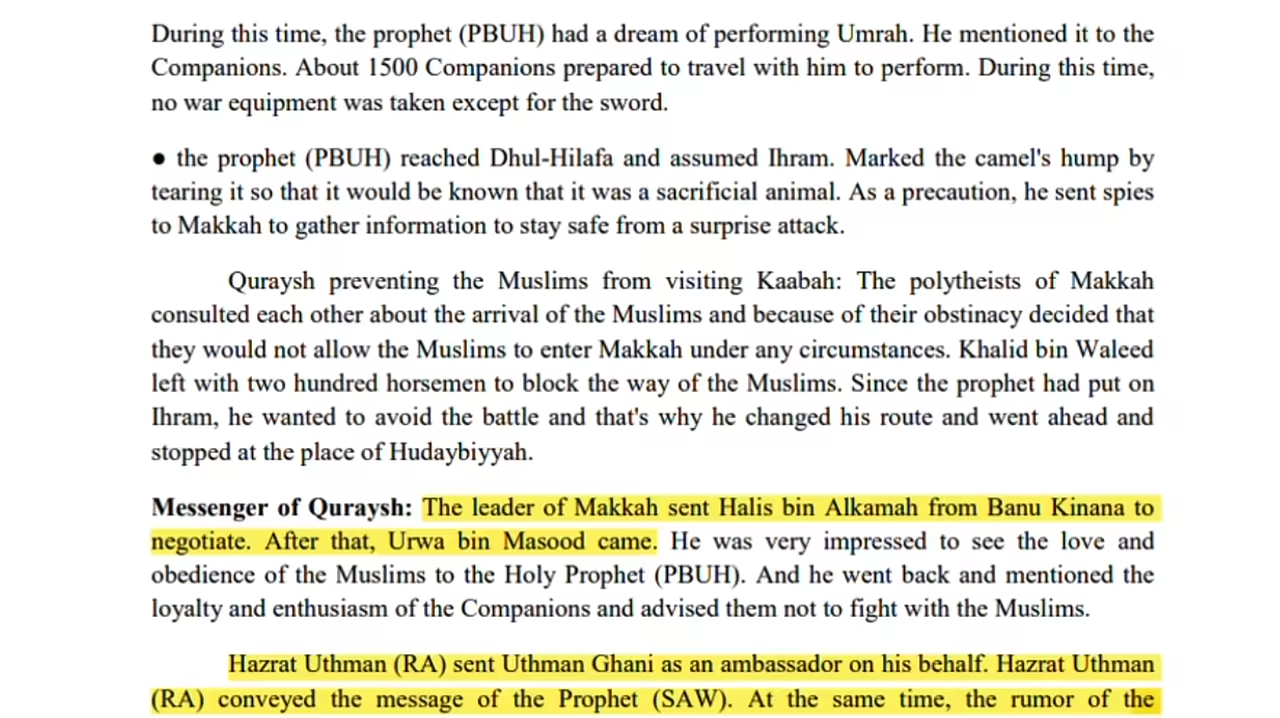 During this time, the prophet (PBUH) had a dream of performing Umrah. He mentioned it to the
Companions. About 1500 Companions prepared to travel with him to perform. During this time,
no war equipment was taken except for the sword.
● the prophet (PBUH) reached Dhul-Hilafa and assumed Ihram. Marked the camel's hump by
tearing it so that it would be known that it was a sacrificial animal. As a precaution, he sent spies
to Makkah to gather information to stay safe from a surprise attack.
Quraysh preventing the Muslims from visiting Kaabah: The polytheists of Makkah
consulted each other about the arrival of the Muslims and because of their obstinacy decided that
they would not allow the Muslims to enter Makkah under any circumstances. Khalid bin Waleed
left with two hundred horsemen to block the way of the Muslims. Since the prophet had put on
Ihram, he wanted to avoid the battle and that's why he changed his route and went ahead and
stopped at the place of Hudaybiyyah.
Messenger of Quraysh: The leader of Makkah sent Halis bin Alkamah from Banu Kinana to
negotiate. After that, Urwa bin Masood came. He was very impressed to see the love and
obedience of the Muslims to the Holy Prophet (PBUH). And he went back and mentioned the
loyalty and enthusiasm of the Companions and advised them not to fight with the Muslims.
Hazrat Uthman (RA) sent Uthman Ghani as an ambassador on his behalf. Hazrat Uthman
(RA) conveyed the message of the Prophet (SAW). At the same time, the rumor of the